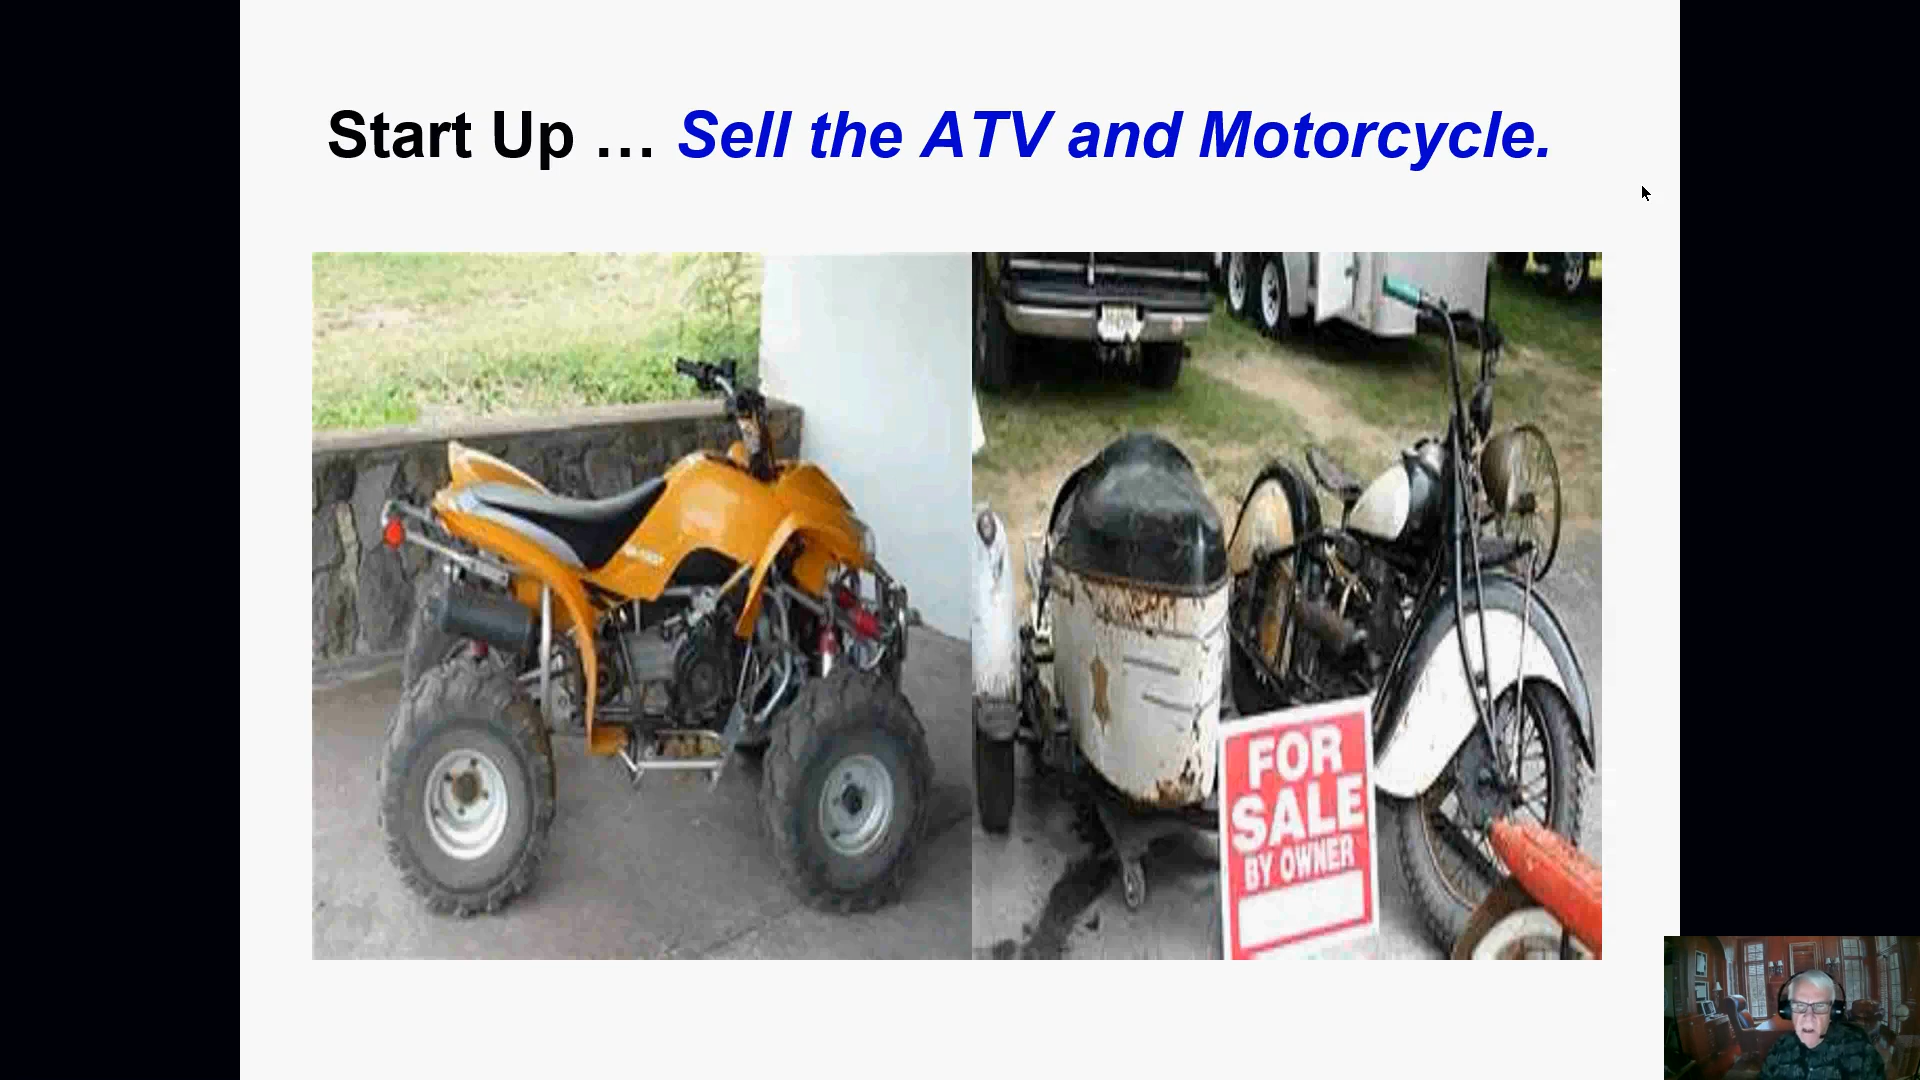 Start Up … Sell the ATV and Motorcycle.
FOR
SALE
BY OWNER